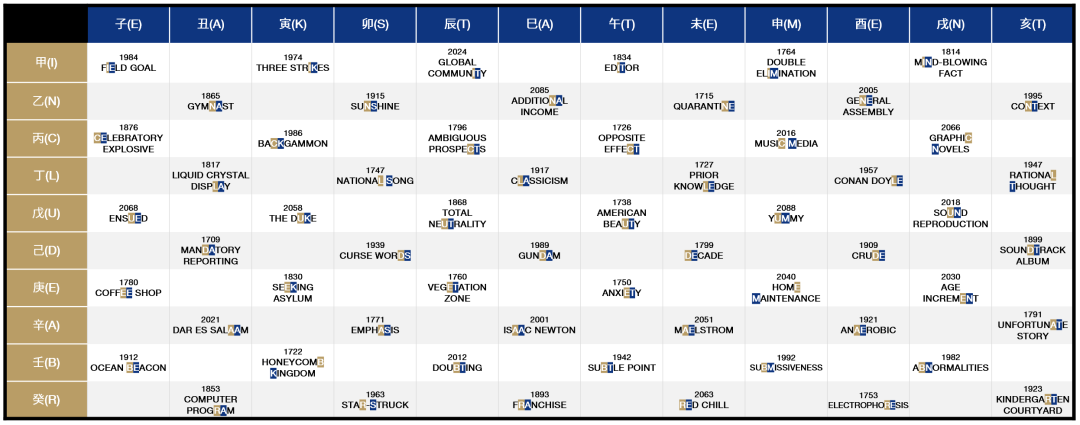 子(E) 丑(A) 寅(K) 卯(S) 辰(T) 巳(A) 午(T) 未(E) 申(M) 酉(E) 戌(N) 亥(T)
甲(I)
1984
FIELD GOAL
1974
THREE STRIKES
2024
GLOBAL
COMMUNITY
1834
EDITOR
1764
DOUBLE
ELIMINATION
1814
MIND-BLOWING
FACT
乙(N)
1865
GYMNAST
1915
SUNSHINE
2085
ADDITIONAL
INCOME
1715
QUARANTINE
2005
GENERAL
ASSEMBLY
1995
CONTEXT
丙(C)
1876
CELEBRATORY
EXPLOSIVE
1986
BACKGAMMON
1796
AMBIGUOUS
PROSPECTS
1726
OPPOSITE
EFFECT
2016
MUSIC MEDIA
2066
GRAPHIC
NOVELS
丁(L)
1817
LIQUID CRYSTAL
DISPLAY
1747
NATIONAL SONG
1917
CLASSICISM
1727
PRIOR
KNOWLEDGE
1957
CONAN DOYLE
1947
RATIONAL
THOUGHT
戊(U)
2068
ENSUED
2058
THE DUKE
1868
TOTAL
NEUTRALITY
1738
AMERICAN
BEAUTY
2088
YUMMY
2018
SOUND
REPRODUCTION
己(D)
1709
MANDATORY
REPORTING
1939
CURSE WORDS
1989
GUNDAM
1799
DECADE
1909
CRUDE
1899
SOUNDTRACK
ALBUM
庚(E)
1780
COFFEE SHOP
1830
SEEKING
ASYLUM
1760
VEGETATION
ZONE
1750
ANXIETY
2040
HOME
MAINTENANCE
2030
AGE
INCREMENT
辛(A)
2021
DAR ES SALAAM
1771
EMPHASIS
2001
ISAAC NEWTON
2051
MAELSTROM
1921
ANAEROBIC
1791
UNFORTUNATE
STORY
壬(B)
1912
OCEAN BEACON
1722
HONEYCOMB
KINGDOM
2012
DOUBTING
1942
SUBTLE POINT
1992
SUBMISSIVENESS
1982
ABNORMALITIES
癸(R)
1853
COMPUTER
PROGRAM
1963
STAR-STRUCK
1893
FRANCHISE
2063
RED CHILL
1753
ELECTROPHORESIS
1923
KINDERGARTEN
COURTYARD